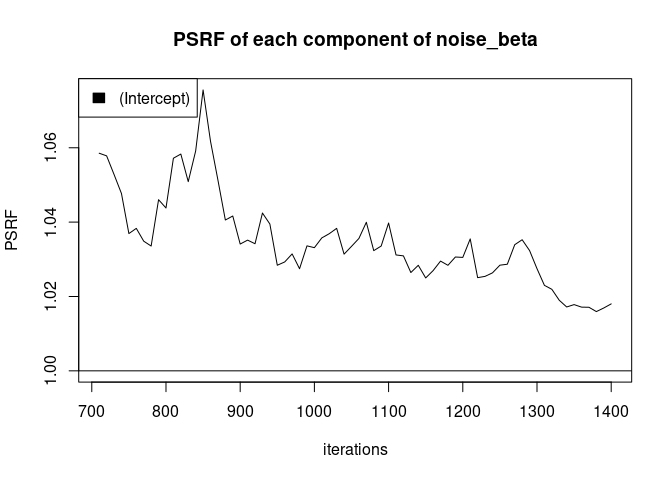 PSRF of each component of noise_beta
(Intercept)
PSRF
1.06
1.04
1.02
1.00
700 800 900 1000 1100 1200 1300 1400
iterations